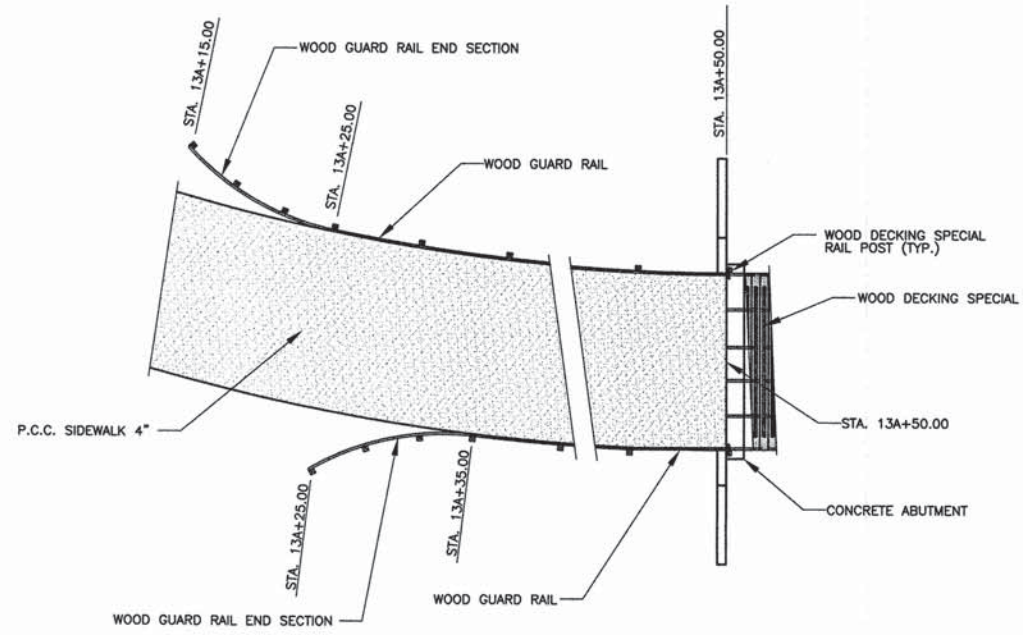 STA. 13A+15.00
WOOD GUARD RAIL END SECTION
STA. 13A+25.00
WOOD GUARD RAIL
STA. 13A+50.00
WOOD DECKING SPECIAL
RAIL POST (TYP.)
WOOD DECKING SPECIAL
P.C.C. SIDEWALK 4"
STA. 13A+50.00
STA. 13A+25.00
STA. 13A+35.00
CONCRETE ABUTMENT
WOOD GUARD RAIL
WOOD GUARD RAIL END SECTION